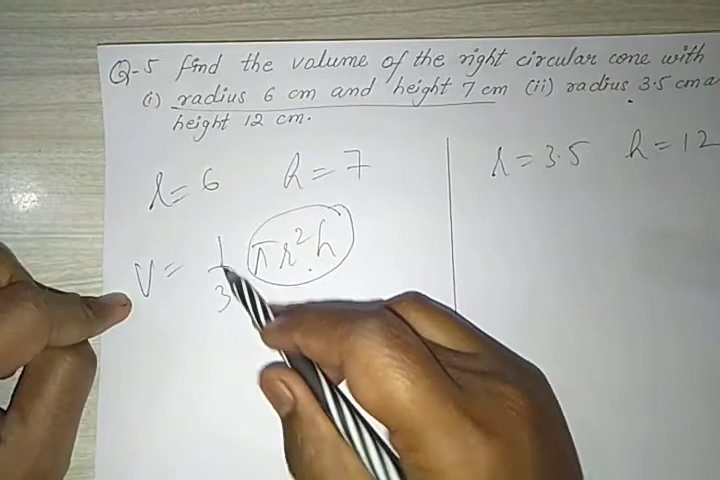 Q-5 find the volume of the right circular cone with
(i) radius 6 cm and height 7 cm (ii) radius 3.5 cm a
height 12 cm.
r = 6 h = 7
r = 3.5 h = 12
V = 1/3 πr²h